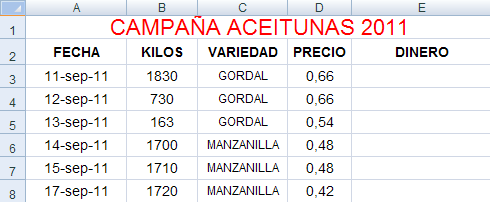 A B C D E
1 CAMPAÑA ACEITUNAS 2011
2 FECHA KILOS VARIEDAD PRECIO DINERO
3 11-sep-11 1830 GORDAL 0,66
4 12-sep-11 730 GORDAL 0,66
5 13-sep-11 163 GORDAL 0,54
6 14-sep-11 1700 MANZANILLA 0,48
7 15-sep-11 1710 MANZANILLA 0,48
8 17-sep-11 1720 MANZANILLA 0,42